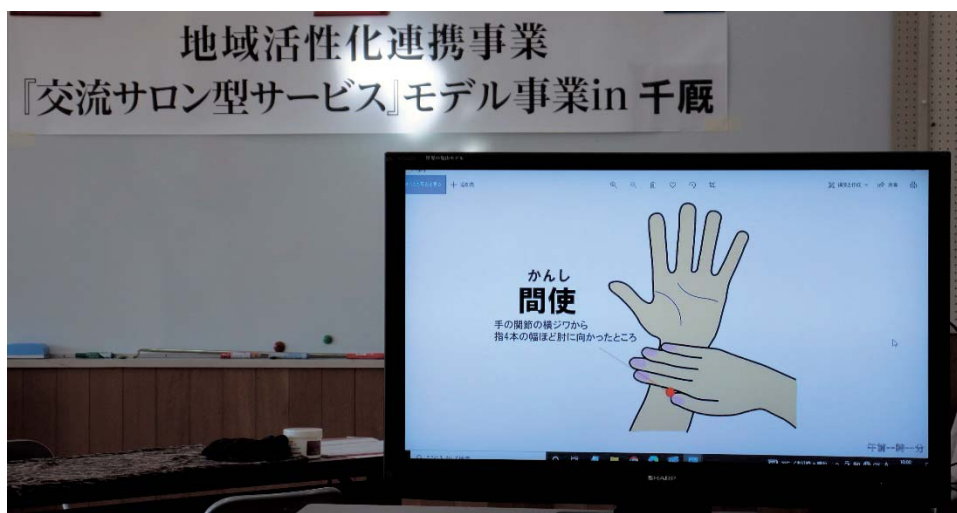 地域活性化連携事業
『交流サロン型サービス』モデル事業in 千厩
かんし
間使
手の関節の横ジワから
指4本の幅ほど肘に向かったところ
SHARP